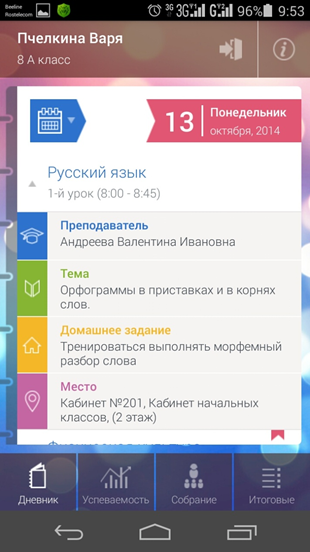 Beeline
Rostelecom
3G 3G G 96% 9:53
Пчелкина Варя
8 А класс
13 Понедельник
октября, 2014
Русский язык
1-й урок (8:00 - 8:45)
Преподаватель
Андреева Валентина Ивановна
Тема
Орфограммы в приставках и в корнях
слов.
Домашнее задание
Тренироваться выполнять морфемный
разбор слова
Место
Кабинет №201, Кабинет начальных
классов, (2 этаж)
Дневник Успеваемость Собрание Итоговые